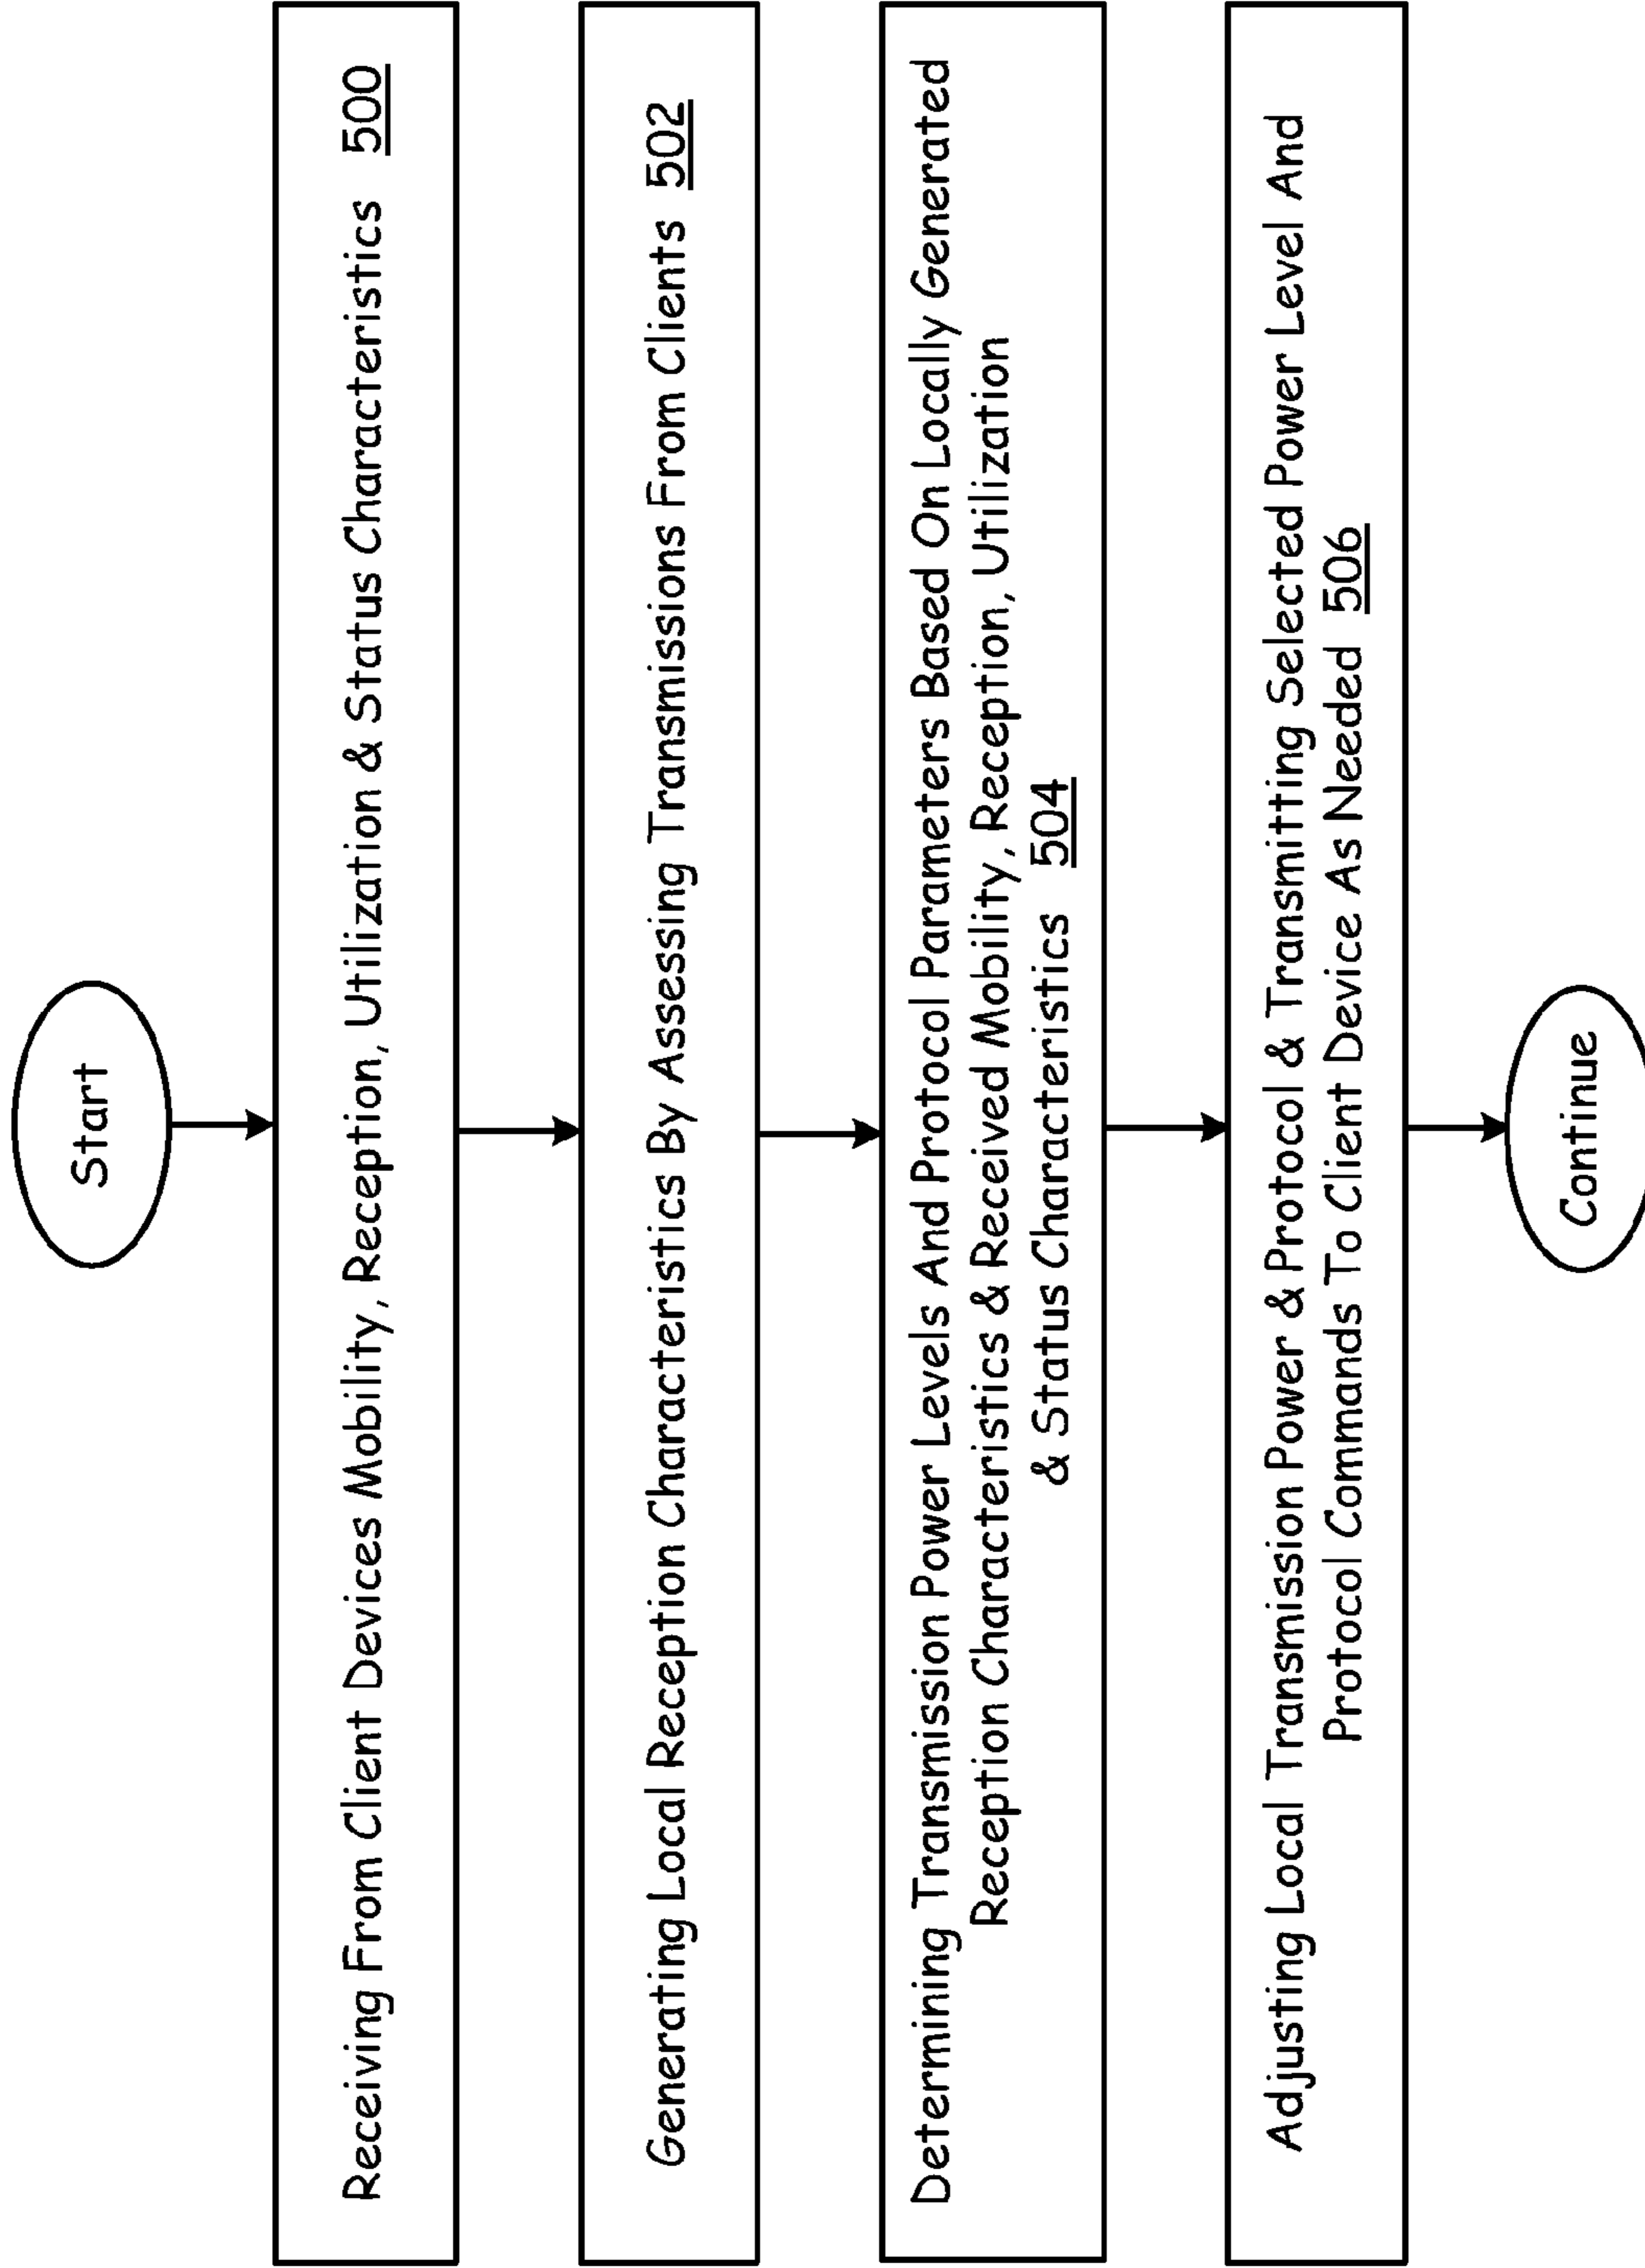 Start
Receiving From Client Devices Mobility, Reception, Utilization & Status Characteristics 500
Generating Local Reception Characteristics By Assessing Transmissions From Clients 502
Determining Transmission Power Levels And Protocol Parameters Based On Locally Generated
Reception Characteristics & Received Mobility, Reception, Utilization
& Status Characteristics 504
Adjusting Local Transmission Power & Protocol & Transmitting Selected Power Level And
Protocol Commands To Client Device As Needed 506
Continue